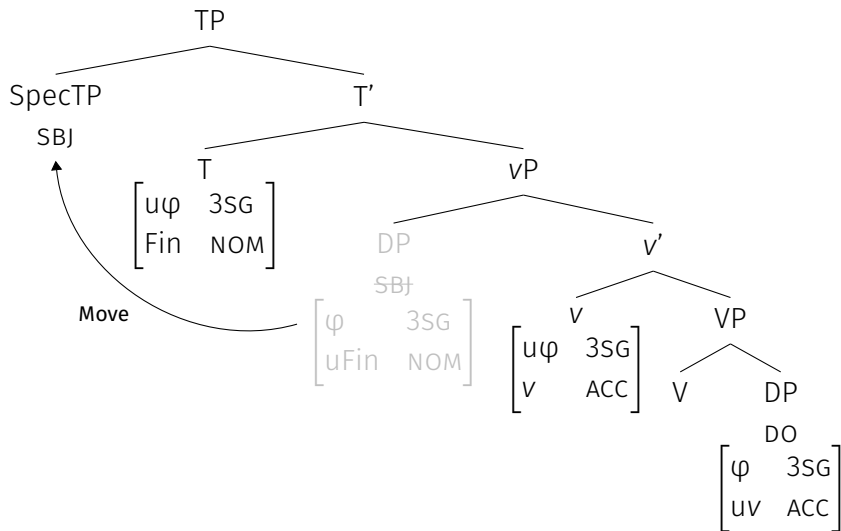 TP
SpecTP T'
SBJ
T vP
uφ 3SG
Fin NOM
DP v'
SBJ
φ 3SG
uFin NOM
Move
v VP
uφ 3SG
v ACC
V DP
DO
φ 3SG
uv ACC